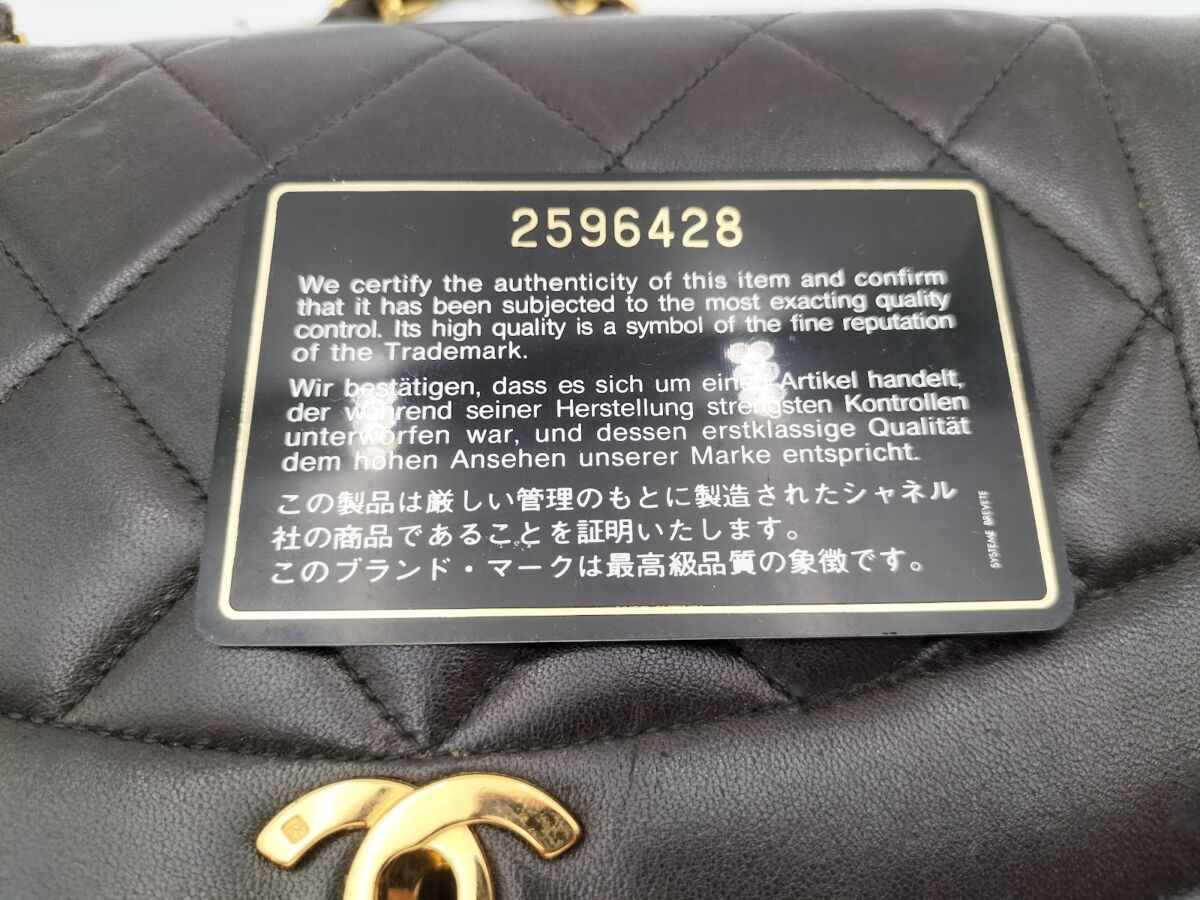 2596428
We certify the authenticity of this item and confirm
that it has been subjected to the most exacting quality
control. Its high quality is a symbol of the fine reputation
of the Trademark.
Wir bestätigen, dass es sich um einen Artikel handelt,
der während seiner Herstellung strengsten Kontrollen
unterworfen war, und dessen erstklassige Qualität
dem hohen Ansehen unserer Marke entspricht.
この製品は厳しい管理のもとに製造されたシャネル
社の商品であることを証明いたします。
このブランド・マークは最高級品質の象徴です。
SYSTEME BREVETE